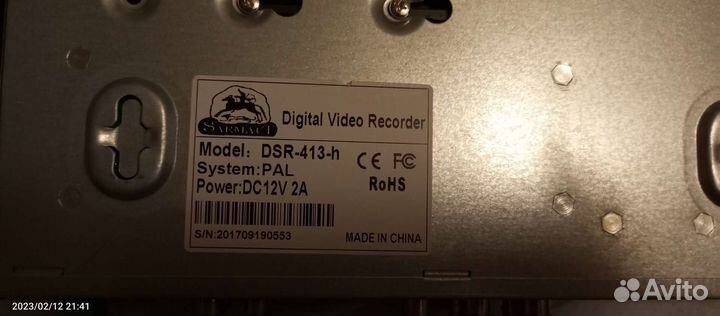 SARMATT
Digital Video Recorder
Model: DSR-413-h
System:PAL
Power:DC12V 2A
CE FC
RoHS
S/N:201709190553
MADE IN CHINA
2023/02/12 21:41
Avito